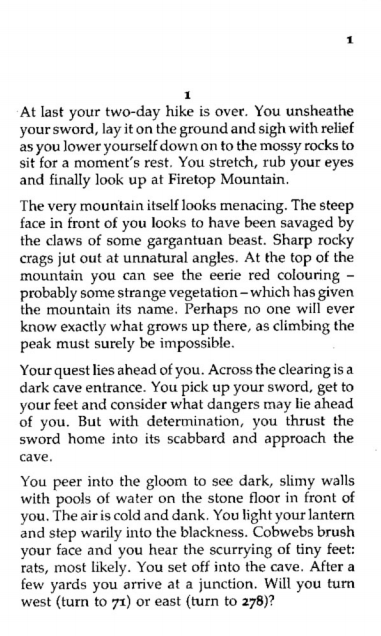 1
1
At last your two-day hike is over. You unsheathe
your sword, lay it on the ground and sigh with relief
as you lower yourself down on to the mossy rocks to
sit for a moment's rest. You stretch, rub your eyes
and finally look up at Firetop Mountain.
The very mountain itself looks menacing. The steep
face in front of you looks to have been savaged by
the claws of some gargantuan beast. Sharp rocky
crags jut out at unnatural angles. At the top of the
mountain you can see the eerie red colouring –
probably some strange vegetation – which has given
the mountain its name. Perhaps no one will ever
know exactly what grows up there, as climbing the
peak must surely be impossible.
Your quest lies ahead of you. Across the clearing is a
dark cave entrance. You pick up your sword, get to
your feet and consider what dangers may lie ahead
of you. But with determination, you thrust the
sword home into its scabbard and approach the
cave.
You peer into the gloom to see dark, slimy walls
with pools of water on the stone floor in front of
you. The air is cold and dank. You light your lantern
and step warily into the blackness. Cobwebs brush
your face and you hear the scurrying of tiny feet:
rats, most likely. You set off into the cave. After a
few yards you arrive at a junction. Will you turn
west (turn to 71) or east (turn to 278)?